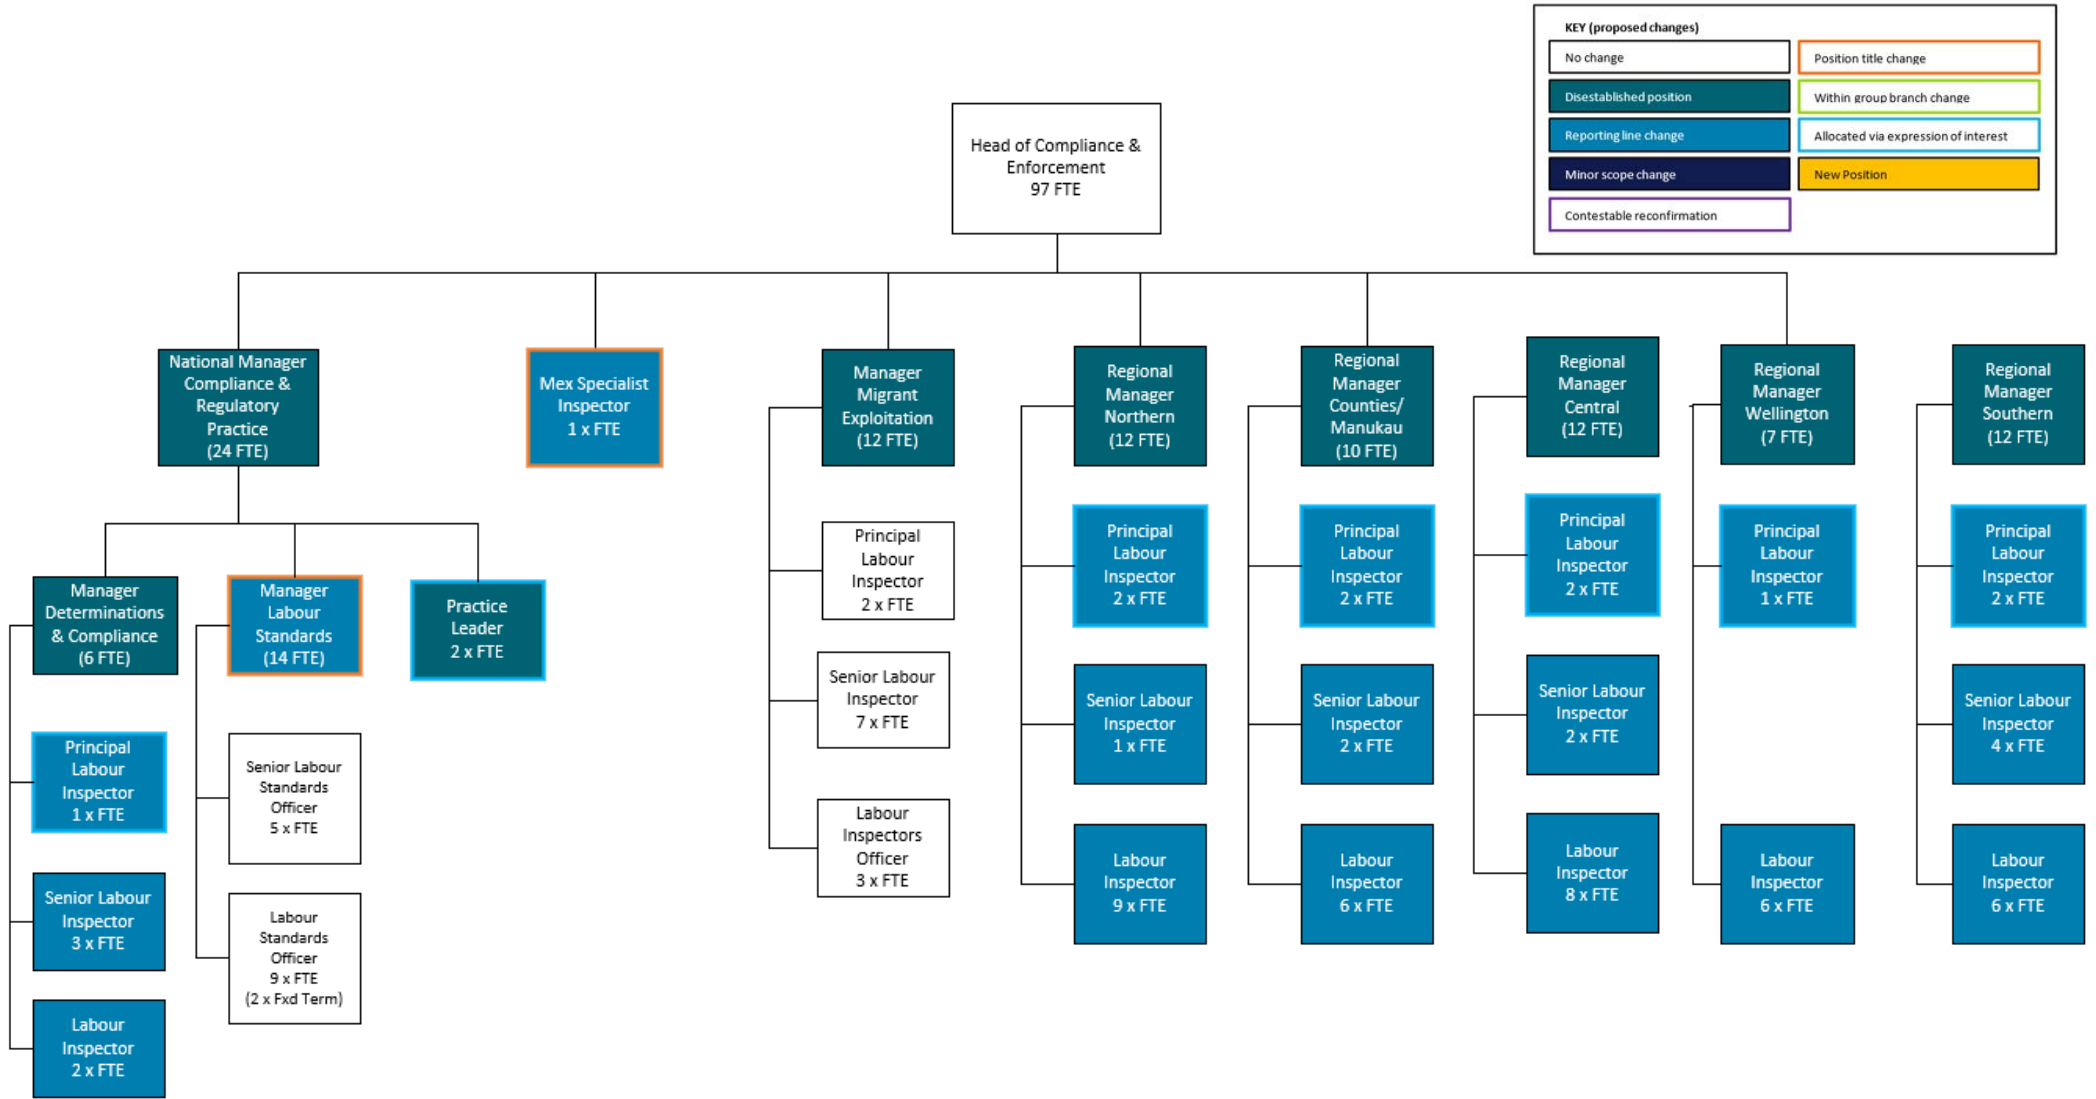 KEY (proposed changes)
No change
Position title change
Disestablished position
Within group branch change
Reporting line change
Allocated via expression of interest
Minor scope change
New Position
Contestable reconfirmation
Head of Compliance &
Enforcement
97 FTE
National Manager
Compliance &
Regulatory
Practice
(24 FTE)
Mex Specialist
Inspector
1 x FTE
Manager
Migrant
Exploitation
(12 FTE)
Regional
Manager
Northern
(12 FTE)
Regional
Manager
Counties/
Manukau
(10 FTE)
Regional
Manager
Central
(12 FTE)
Regional
Manager
Wellington
(7 FTE)
Regional
Manager
Southern
(12 FTE)
Manager
Determinations
& Compliance
(6 FTE)
Manager
Labour
Standards
(14 FTE)
Practice
Leader
2 x FTE
Principal
Labour
Inspector
1 x FTE
Senior Labour
Inspector
3 x FTE
Labour
Inspector
2 x FTE
Senior Labour
Standards
Officer
5 x FTE
Labour
Standards
Officer
9 x FTE
(2 x Fxd Term)
Principal
Labour
Inspector
2 x FTE
Senior Labour
Inspector
7 x FTE
Labour
Inspectors
Officer
3 x FTE
Principal
Labour
Inspector
2 x FTE
Senior Labour
Inspector
1 x FTE
Labour
Inspector
9 x FTE
Principal
Labour
Inspector
2 x FTE
Senior Labour
Inspector
2 x FTE
Labour
Inspector
6 x FTE
Principal
Labour
Inspector
2 x FTE
Senior Labour
Inspector
2 x FTE
Labour
Inspector
8 x FTE
Principal
Labour
Inspector
1 x FTE
Labour
Inspector
6 x FTE
Principal
Labour
Inspector
2 x FTE
Senior Labour
Inspector
4 x FTE
Labour
Inspector
6 x FTE